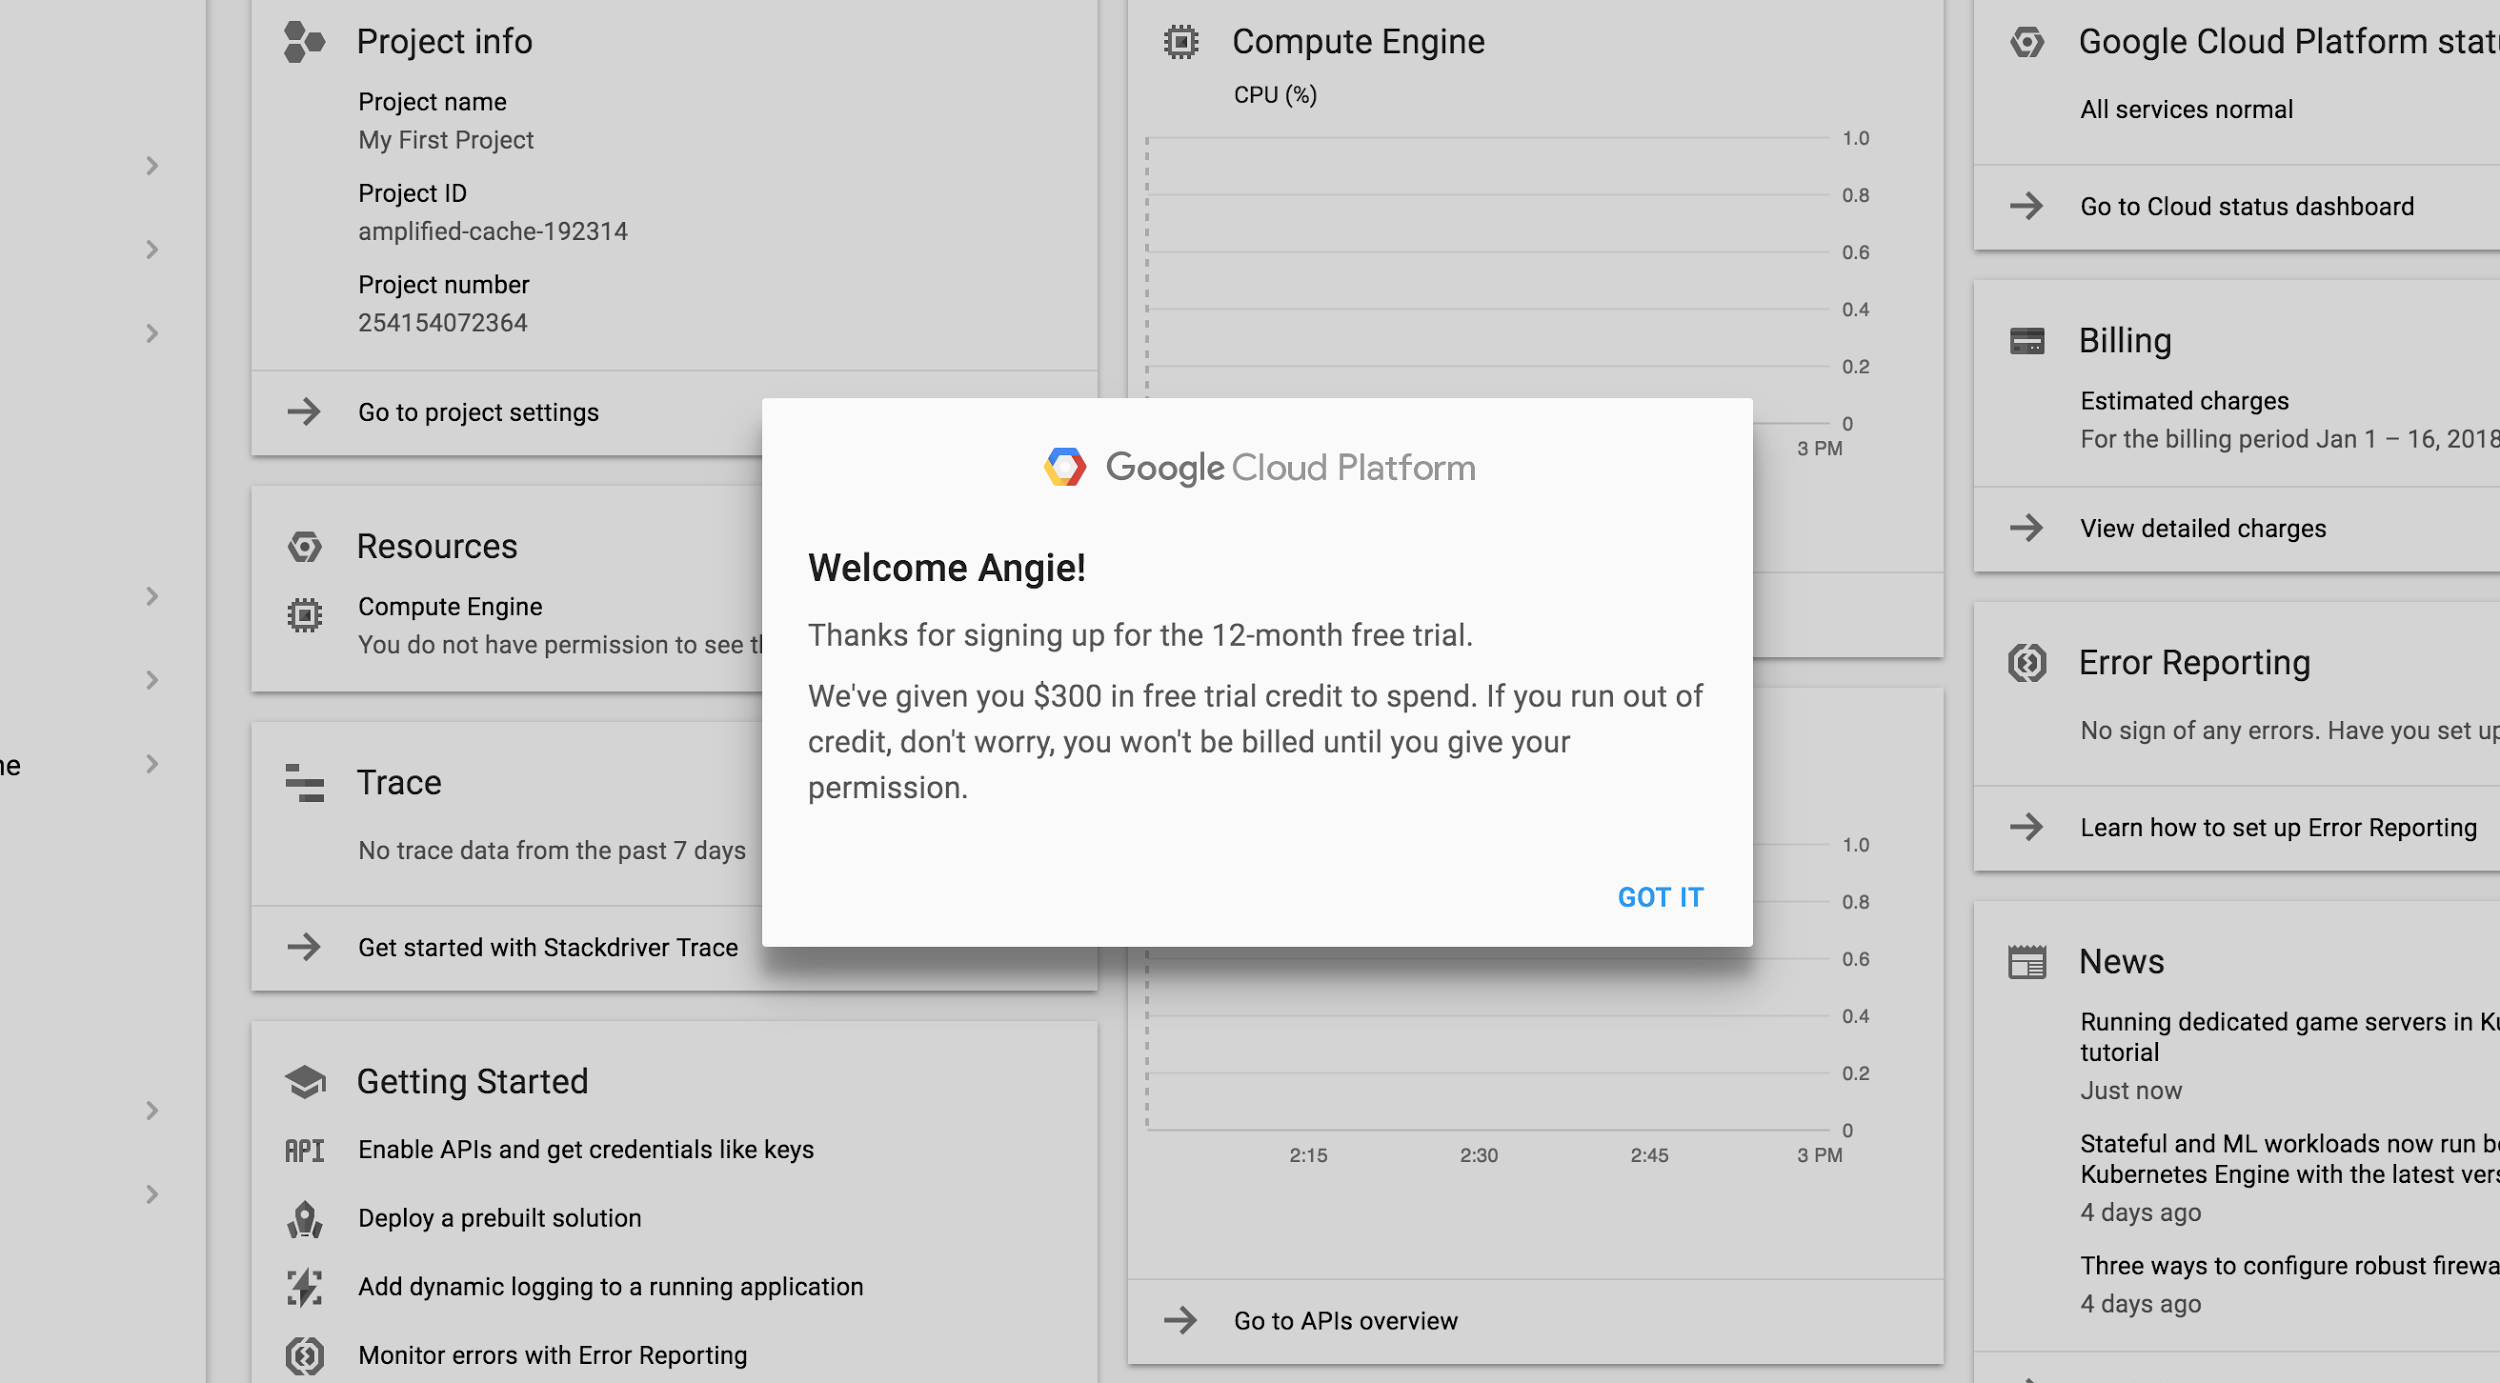 ne
Project info
Project name
My First Project
Project ID
amplified-cache-192314
Project number
254154072364
Go to project settings
Resources
Compute Engine
You do not have permission to see
Trace
No trace data from the past 7 days
Get started with Stackdriver Trace
Getting Started
API
Enable APIs and get credentials like keys
Deploy a prebuilt solution
Add dynamic logging to a running application
Monitor errors with Error Reporting
Compute Engine
CPU (%)
1.0
0.8
0.6
0.4
0.2
0
3 PM
Google Cloud Platform
Welcome Angie!
Thanks for signing up for the 12-month free trial.
We've given you $300 in free trial credit to spend. If you run out of
credit, don't worry, you won't be billed until you give your
permission.
GOT IT
1.0
0.8
0.6
0.4
0.2
0
2:15 2:30 2:45 3 PM
Go to APIs overview
Google Cloud Platform stat
All services normal
Go to Cloud status dashboard
Billing
Estimated charges
For the billing period Jan 1 – 16, 2018
View detailed charges
Error Reporting
No sign of any errors. Have you set up
Learn how to set up Error Reporting
News
Running dedicated game servers in Ku
tutorial
Just now
Stateful and ML workloads now run be
Kubernetes Engine with the latest vers
4 days ago
Three ways to configure robust firewa
4 days ago